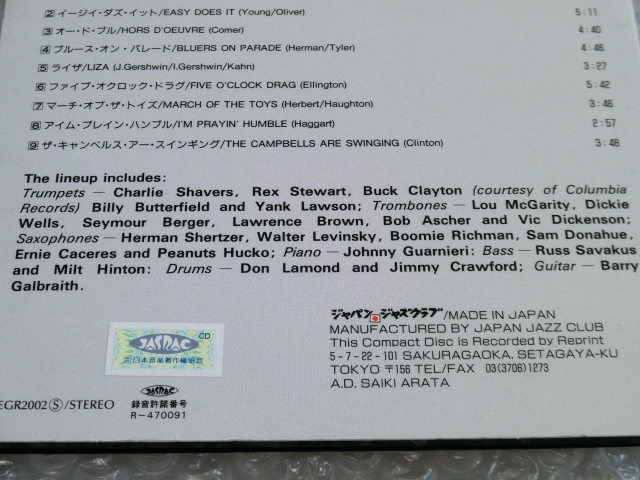 2 イージイ・ダズ・イット/EASY DOES IT (Young/Oliver) 5:11
3 オー・ド・ブル/HORS D'OEUVRE (Comer) 4:40
4 ブルース・オン・パレード/BLUERS ON PARADE (Herman/Tyler) 4:46
5 ライザ/LIZA (J.Gershwin/I.Gershwin/Kahn) 3:27
6 ファイブ・オクロック・ドラグ/FIVE O'CLOCK DRAG (Ellington) 5:42
7 マーチ・オブ・ザ・トイズ/MARCH OF THE TOYS (Herbert/Haughton) 3:46
8 アイム・プレイン・ハンブル/I'M PRAYIN' HUMBLE (Haggart) 2:57
9 ザ・キャンベルス・アー・スインギング/THE CAMPBELLS ARE SWINGING (Clinton) 3:48
The lineup includes:
Trumpets — Charlie Shavers, Rex Stewart, Buck Clayton (courtesy of Columbia
Records) Billy Butterfield and Yank Lawson; Trombones — Lou McGarity, Dickie
Wells, Seymour Berger, Lawrence Brown, Bob Ascher and Vic Dickenson;
Saxophones — Herman Shertzer, Walter Levinsky, Boomie Richman, Sam Donahue,
Ernie Caceres and Peanuts Hucko; Piano — Johnny Guarnieri: Bass — Russ Savakus
and Milt Hinton: Drums — Don Lamond and Jimmy Crawford; Guitar — Barry
Galbraith.
ジャパン・ジャズクラブ/MADE IN JAPAN
MANUFACTURED BY JAPAN JAZZ CLUB
This Compact Disc is Recorded by Reprint
5-7-22-101 SAKURAGAOKA, SETAGAYA-KU
TOKYO 〒156 TEL/FAX 03(3706)1273
A.D. SAIKI ARATA
CD
JASRAC
(社)日本音楽著作権協会
JASRAC
EGR2002Ⓢ/STEREO
録音許諾番号
R-470091